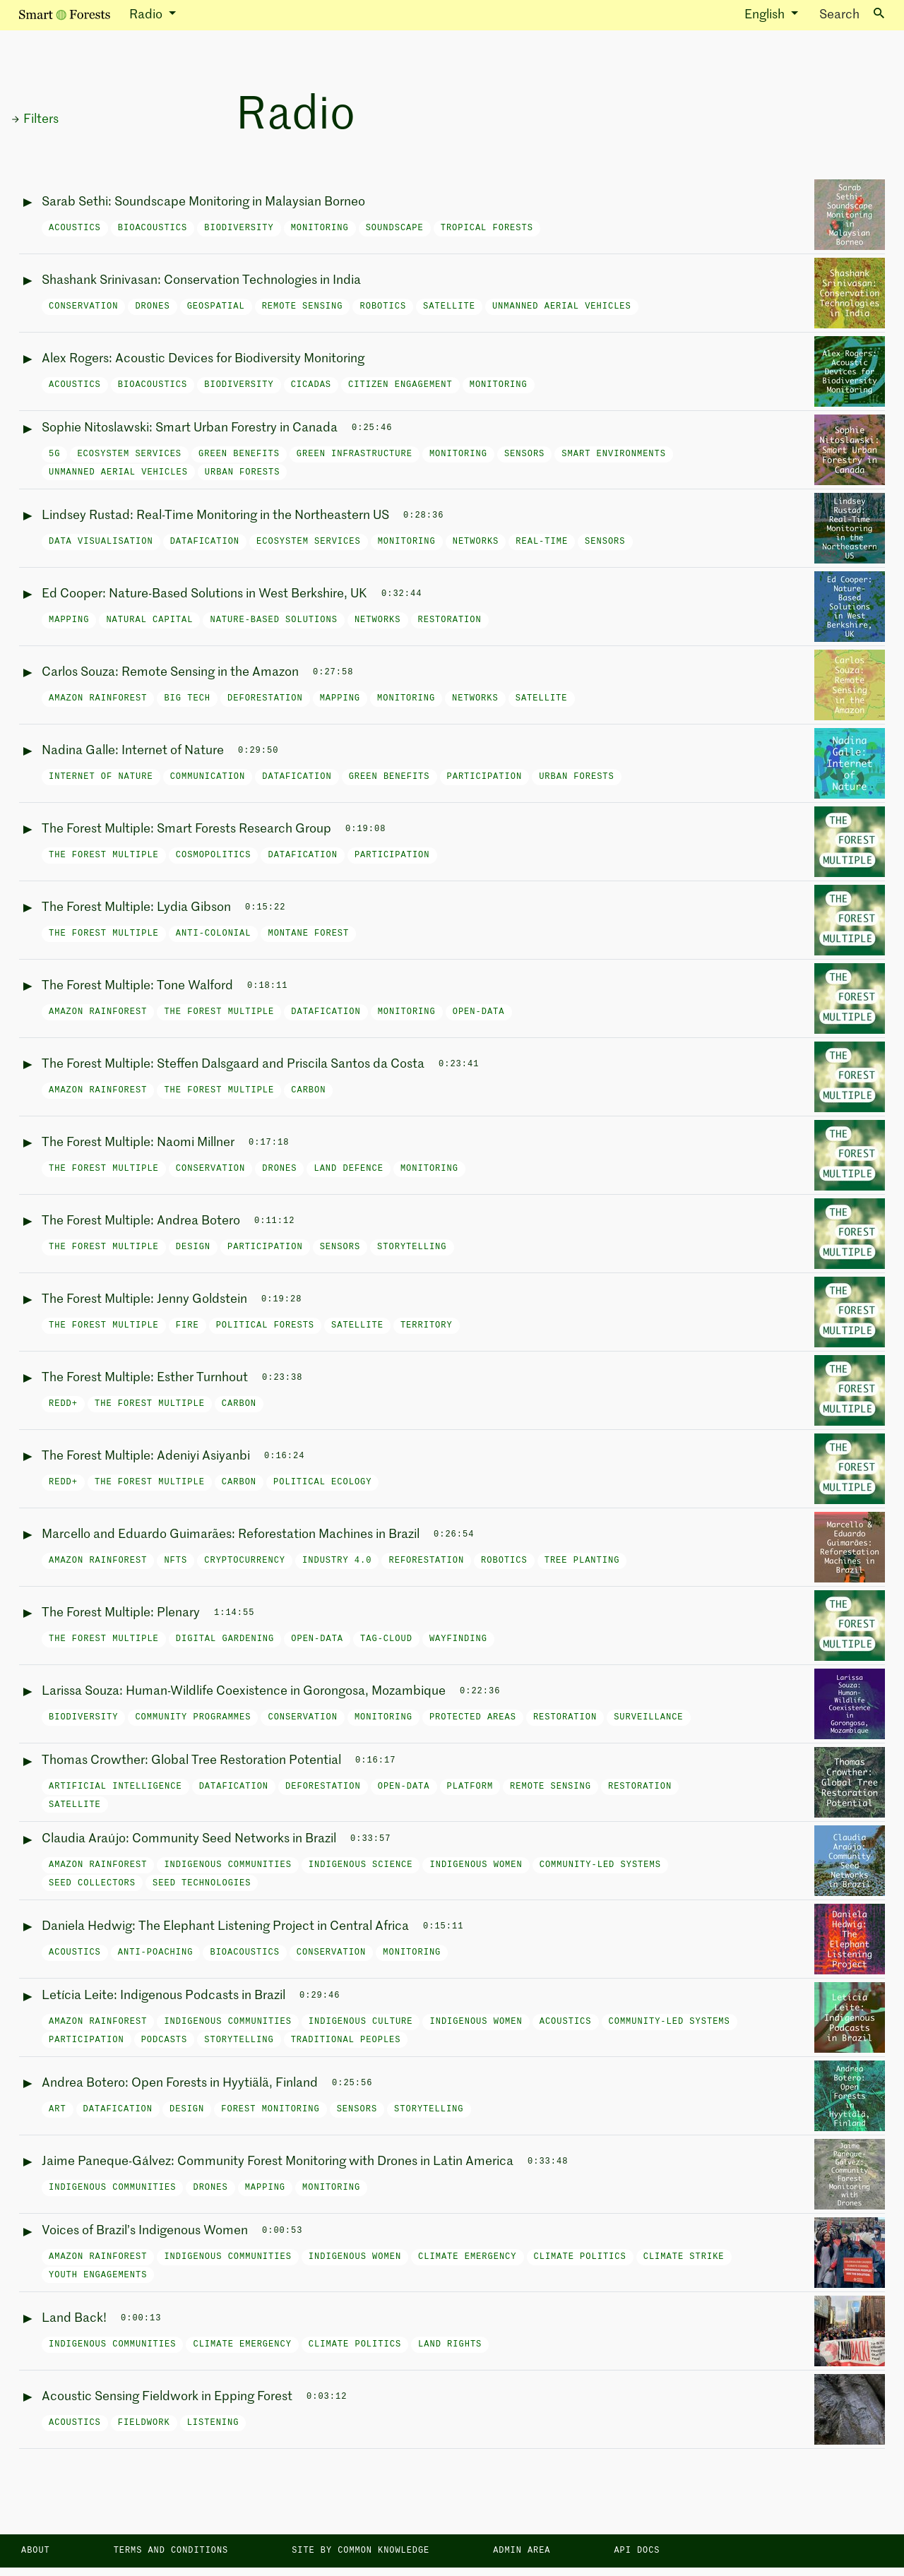 Smart Forests Radio English Search
→ Filters
Radio
Sarab Sethi: Soundscape Monitoring in Malaysian Borneo
ACOUSTICS BIOACOUSTICS BIODIVERSITY MONITORING SOUNDSCAPE TROPICAL FORESTS
Sarab
Sethi:
Soundscape
Monitoring
in
Malaysian
Borneo
Shashank Srinivasan: Conservation Technologies in India
CONSERVATION DRONES GEOSPATIAL REMOTE SENSING ROBOTICS SATELLITE UNMANNED AERIAL VEHICLES
Shashank
Srinivasan:
Conservation
Technologies
in India
Alex Rogers: Acoustic Devices for Biodiversity Monitoring
ACOUSTICS BIOACOUSTICS BIODIVERSITY CICADAS CITIZEN ENGAGEMENT MONITORING
Alex Rogers:
Acoustic
Devices for
Biodiversity
Monitoring
Sophie Nitoslawski: Smart Urban Forestry in Canada 0:25:46
5G ECOSYSTEM SERVICES GREEN BENEFITS GREEN INFRASTRUCTURE MONITORING SENSORS SMART ENVIRONMENTS
UNMANNED AERIAL VEHICLES URBAN FORESTS
Sophie
Nitoslawski:
Smart Urban
Forestry in
Canada
Lindsey Rustad: Real-Time Monitoring in the Northeastern US 0:28:36
DATA VISUALISATION DATAFICATION ECOSYSTEM SERVICES MONITORING NETWORKS REAL-TIME SENSORS
Lindsey
Rustad:
Real-Time
Monitoring
in the
Northeastern
US
Ed Cooper: Nature-Based Solutions in West Berkshire, UK 0:32:44
MAPPING NATURAL CAPITAL NATURE-BASED SOLUTIONS NETWORKS RESTORATION
Ed Cooper:
Nature-
Based
Solutions
in West
Berkshire,
UK
Carlos Souza: Remote Sensing in the Amazon 0:27:58
AMAZON RAINFOREST BIG TECH DEFORESTATION MAPPING MONITORING NETWORKS SATELLITE
Carlos
Souza:
Remote
Sensing
in the
Amazon
Nadina Galle: Internet of Nature 0:29:50
INTERNET OF NATURE COMMUNICATION DATAFICATION GREEN BENEFITS PARTICIPATION URBAN FORESTS
Nadina
Galle:
Internet
of
Nature
The Forest Multiple: Smart Forests Research Group 0:19:08
THE FOREST MULTIPLE COSMOPOLITICS DATAFICATION PARTICIPATION
THE
FOREST
MULTIPLE
The Forest Multiple: Lydia Gibson 0:15:22
THE FOREST MULTIPLE ANTI-COLONIAL MONTANE FOREST
THE
FOREST
MULTIPLE
The Forest Multiple: Tone Walford 0:18:11
AMAZON RAINFOREST THE FOREST MULTIPLE DATAFICATION MONITORING OPEN-DATA
THE
FOREST
MULTIPLE
The Forest Multiple: Steffen Dalsgaard and Priscila Santos da Costa 0:23:41
AMAZON RAINFOREST THE FOREST MULTIPLE CARBON
THE
FOREST
MULTIPLE
The Forest Multiple: Naomi Millner 0:17:18
THE FOREST MULTIPLE CONSERVATION DRONES LAND DEFENCE MONITORING
THE
FOREST
MULTIPLE
The Forest Multiple: Andrea Botero 0:11:12
THE FOREST MULTIPLE DESIGN PARTICIPATION SENSORS STORYTELLING
THE
FOREST
MULTIPLE
The Forest Multiple: Jenny Goldstein 0:19:28
THE FOREST MULTIPLE FIRE POLITICAL FORESTS SATELLITE TERRITORY
THE
FOREST
MULTIPLE
The Forest Multiple: Esther Turnhout 0:23:38
REDD+ THE FOREST MULTIPLE CARBON
THE
FOREST
MULTIPLE
The Forest Multiple: Adeniyi Asiyanbi 0:16:24
REDD+ THE FOREST MULTIPLE CARBON POLITICAL ECOLOGY
THE
FOREST
MULTIPLE
Marcello and Eduardo Guimarães: Reforestation Machines in Brazil 0:26:54
AMAZON RAINFOREST NFTS CRYPTOCURRENCY INDUSTRY 4.0 REFORESTATION ROBOTICS TREE PLANTING
Marcello &
Eduardo
Guimarães:
Reforestation
Machines in
Brazil
The Forest Multiple: Plenary 1:14:55
THE FOREST MULTIPLE DIGITAL GARDENING OPEN-DATA TAG-CLOUD WAYFINDING
THE
FOREST
MULTIPLE
Larissa Souza: Human-Wildlife Coexistence in Gorongosa, Mozambique 0:22:36
BIODIVERSITY COMMUNITY PROGRAMMES CONSERVATION MONITORING PROTECTED AREAS RESTORATION SURVEILLANCE
Larissa
Souza:
Human-
Wildlife
Coexistence
in
Gorongosa,
Mozambique
Thomas Crowther: Global Tree Restoration Potential 0:16:17
ARTIFICIAL INTELLIGENCE DATAFICATION DEFORESTATION OPEN-DATA PLATFORM REMOTE SENSING RESTORATION
SATELLITE
Thomas
Crowther:
Global Tree
Restoration
Potential
Claudia Araújo: Community Seed Networks in Brazil 0:33:57
AMAZON RAINFOREST INDIGENOUS COMMUNITIES INDIGENOUS SCIENCE INDIGENOUS WOMEN COMMUNITY-LED SYSTEMS
SEED COLLECTORS SEED TECHNOLOGIES
Claudia
Araújo:
Community
Seed
Networks
in Brazil
Daniela Hedwig: The Elephant Listening Project in Central Africa 0:15:11
ACOUSTICS ANTI-POACHING BIOACOUSTICS CONSERVATION MONITORING
Daniela
Hedwig:
The
Elephant
Listening
Project
Letícia Leite: Indigenous Podcasts in Brazil 0:29:46
AMAZON RAINFOREST INDIGENOUS COMMUNITIES INDIGENOUS CULTURE INDIGENOUS WOMEN ACOUSTICS COMMUNITY-LED SYSTEMS
PARTICIPATION PODCASTS STORYTELLING TRADITIONAL PEOPLES
Letícia
Leite:
Indigenous
Podcasts
in Brazil
Andrea Botero: Open Forests in Hyytiälä, Finland 0:25:56
ART DATAFICATION DESIGN FOREST MONITORING SENSORS STORYTELLING
Andrea
Botero:
Open
Forests
in
Hyytiälä,
Finland
Jaime Paneque-Gálvez: Community Forest Monitoring with Drones in Latin America 0:33:48
INDIGENOUS COMMUNITIES DRONES MAPPING MONITORING
Jaime
Paneque-
Gálvez:
Community
Forest
Monitoring
with
Drones
Voices of Brazil's Indigenous Women 0:00:53
AMAZON RAINFOREST INDIGENOUS COMMUNITIES INDIGENOUS WOMEN CLIMATE EMERGENCY CLIMATE POLITICS CLIMATE STRIKE
YOUTH ENGAGEMENTS
Land Back! 0:00:13
INDIGENOUS COMMUNITIES CLIMATE EMERGENCY CLIMATE POLITICS LAND RIGHTS
LANDBACK!
Acoustic Sensing Fieldwork in Epping Forest 0:03:12
ACOUSTICS FIELDWORK LISTENING
ABOUT TERMS AND CONDITIONS SITE BY COMMON KNOWLEDGE ADMIN AREA API DOCS